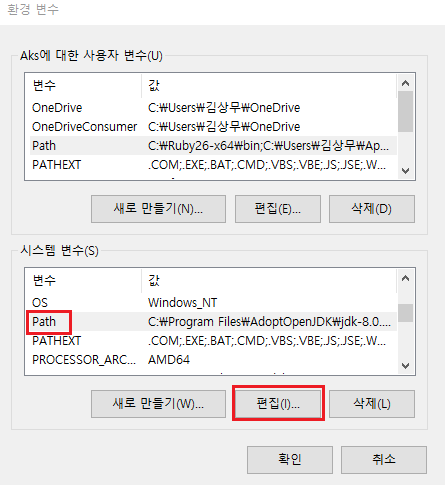 환경 변수
Aks에 대한 사용자 변수(U)
변수 값
OneDrive C:₩Users₩김상무₩OneDrive
OneDriveConsumer C:₩Users₩김상무₩OneDrive
Path C:₩Ruby26-x64₩bin;C:₩Users₩김상무₩Ap...
PATHEXT .COM;.EXE;.BAT;.CMD;.VBS;.VBE;.JS;.JSE;.W...
새로 만들기(N)... 편집(E)... 삭제(D)
시스템 변수(S)
변수 값
OS Windows_NT
Path C:₩Program Files₩AdoptOpenJDK₩jdk-8.0....
PATHEXT .COM;.EXE;.BAT;.CMD;.VBS;.VBE;.JS;.JSE;.W...
PROCESSOR_ARC... AMD64
새로 만들기(W)... 편집(I)... 삭제(L)
확인 취소